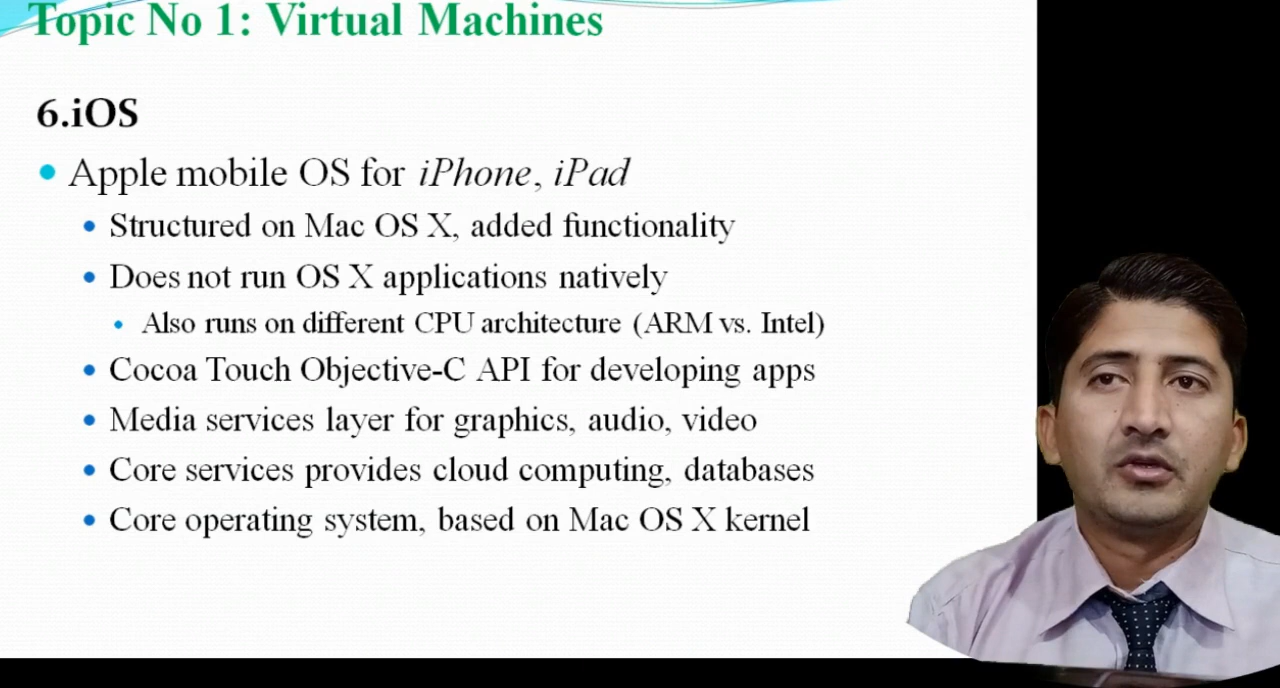 Topic No 1: Virtual Machines
6.iOS
Apple mobile OS for iPhone, iPad
Structured on Mac OS X, added functionality
Does not run OS X applications natively
Also runs on different CPU architecture (ARM vs. Intel)
Cocoa Touch Objective-C API for developing apps
Media services layer for graphics, audio, video
Core services provides cloud computing, databases
Core operating system, based on Mac OS X kernel